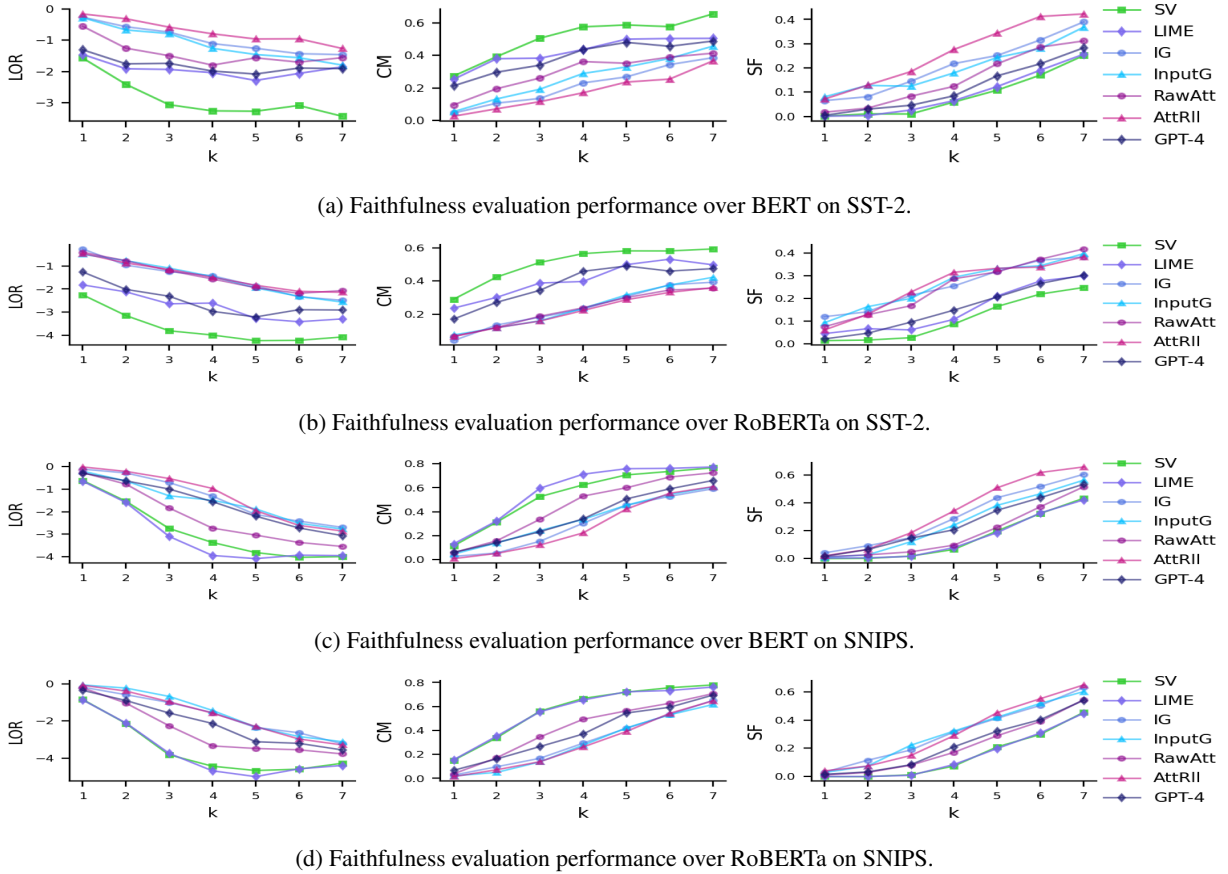 LOR
0
−1
−2
−3
1 2 3 4 5 6 7
k
CM
0.6
0.4
0.2
0.0
1 2 3 4 5 6 7
k
SF
0.4
0.3
0.2
0.1
0.0
1 2 3 4 5 6 7
k
SV
LIME
IG
InputG
RawAtt
AttRll
GPT-4
(a) Faithfulness evaluation performance over BERT on SST-2.
LOR
−1
−2
−3
−4
1 2 3 4 5 6 7
k
CM
0.6
0.4
0.2
1 2 3 4 5 6 7
k
SF
0.4
0.3
0.2
0.1
0.0
1 2 3 4 5 6 7
k
SV
LIME
IG
InputG
RawAtt
AttRll
GPT-4
(b) Faithfulness evaluation performance over RoBERTa on SST-2.
LOR
0
−1
−2
−3
−4
1 2 3 4 5 6 7
k
CM
0.8
0.6
0.4
0.2
0.0
1 2 3 4 5 6 7
k
SF
0.6
0.4
0.2
0.0
1 2 3 4 5 6 7
k
SV
LIME
IG
InputG
RawAtt
AttRll
GPT-4
(c) Faithfulness evaluation performance over BERT on SNIPS.
LOR
0
−2
−4
1 2 3 4 5 6 7
k
CM
0.8
0.6
0.4
0.2
0.0
1 2 3 4 5 6 7
k
SF
0.6
0.4
0.2
0.0
1 2 3 4 5 6 7
k
SV
LIME
IG
InputG
RawAtt
AttRll
GPT-4
(d) Faithfulness evaluation performance over RoBERTa on SNIPS.